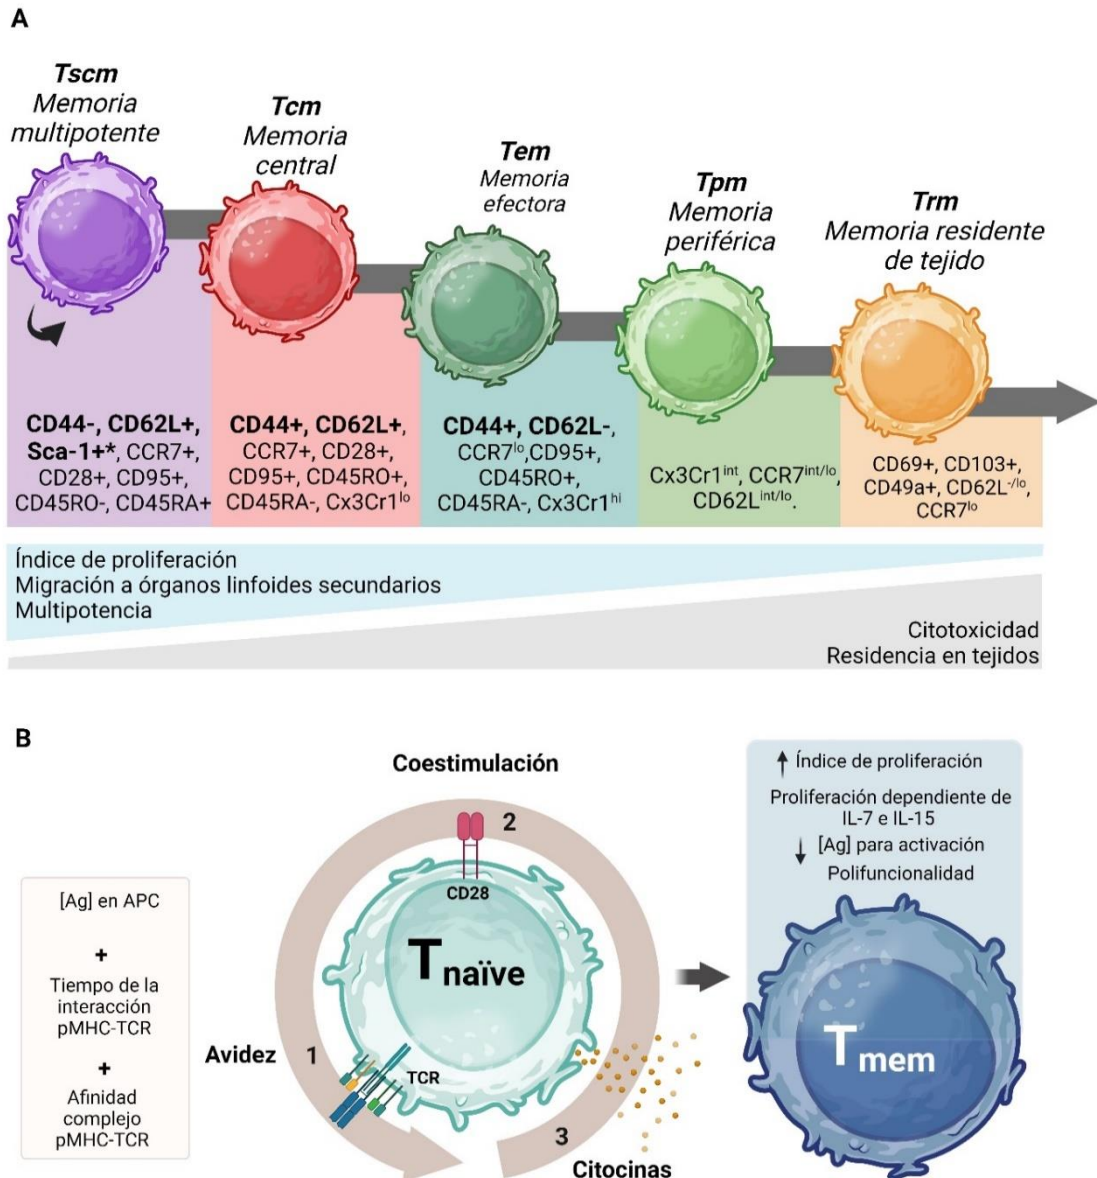 A
Tscm
Memoria
multipotente
Tcm
Memoria
central
Tem
Memoria
efectora
Tpm
Memoria
periférica
Trm
Memoria residente
de tejido
CD44-, CD62L+,
Sca-1+*, CCR7+,
CD28+, CD95+,
CD45RO-, CD45RA+
CD44+, CD62L+,
CCR7+, CD28+,
CD95+, CD45RO+,
CD45RA-, Cx3Cr1lo
CD44+, CD62L-,
CCR7lo,CD95+,
CD45RO+,
CD45RA-, Cx3Cr1hi
Cx3Cr1int, CCR7int/lo,
CD62Lint/lo.
CD69+, CD103+,
CD49a+, CD62L-/lo,
CCR7lo
Índice de proliferación
Migración a órganos linfoides secundarios
Multipotencia
Citotoxicidad
Residencia en tejidos
B
[Ag] en APC
+
Tiempo de la
interacción
pMHC-TCR
+
Afinidad
complejo
pMHC-TCR
Coestimulación
2
CD28
Tnaïve
Avidez 1
TCR
3
Citocinas
↑ Índice de proliferación
Proliferación dependiente de
IL-7 e IL-15
↓ [Ag] para activación
Polifuncionalidad
Tmem